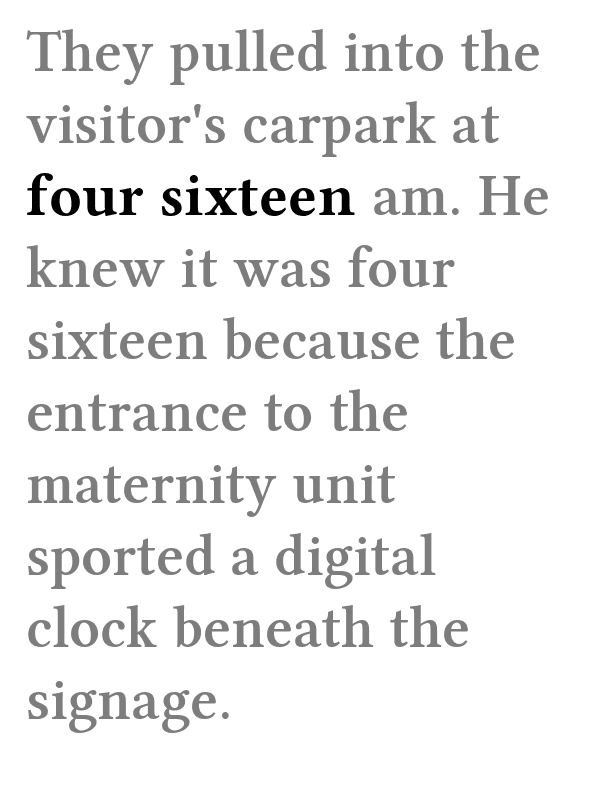 They pulled into the
visitor's carpark at
four sixteen am. He
knew it was four
sixteen because the
entrance to the
maternity unit
sported a digital
clock beneath the
signage.